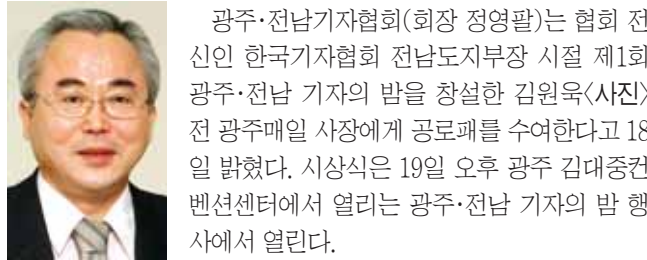 광주·전남기자협회(회장 정영팔)는 협회 전
신인 한국기자협회 전남도지부장 시절 제1회
광주·전남 기자의 밤을 창설한 김원욱<사진>
전 광주매일 사장에게 공로패를 수여한다고 18
일 밝혔다. 시상식은 19일 오후 광주 김대중컨
벤션센터에서 열리는 광주·전남 기자의 밤 행
사에서 열린다.